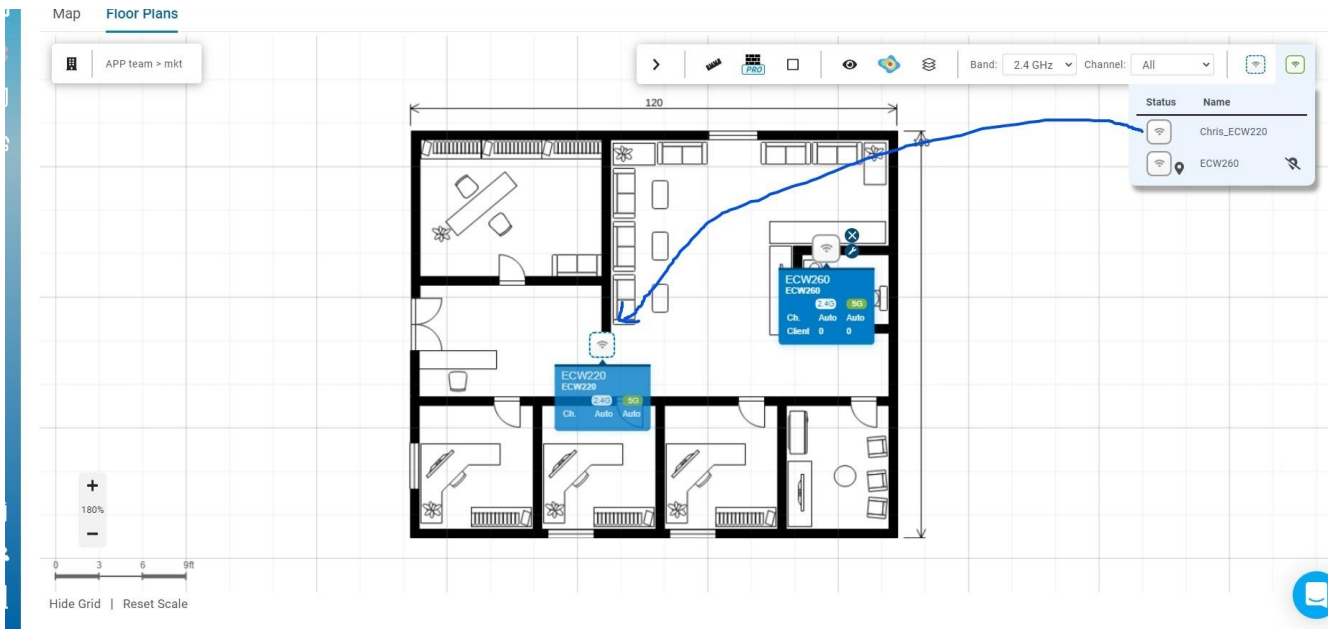 Map Floor Plans
APP team > mkt
PRO
Band: 2.4 GHz Channel: All
Status Name
Chris_ECW220
ECW260
120
ECW260
ECW260
2.4G 5G
Ch. Auto Auto
Client 0 0
ECW220
ECW220
2.4G 5G
Ch. Auto Auto
180%
0 3 6 9ft
Hide Grid | Reset Scale